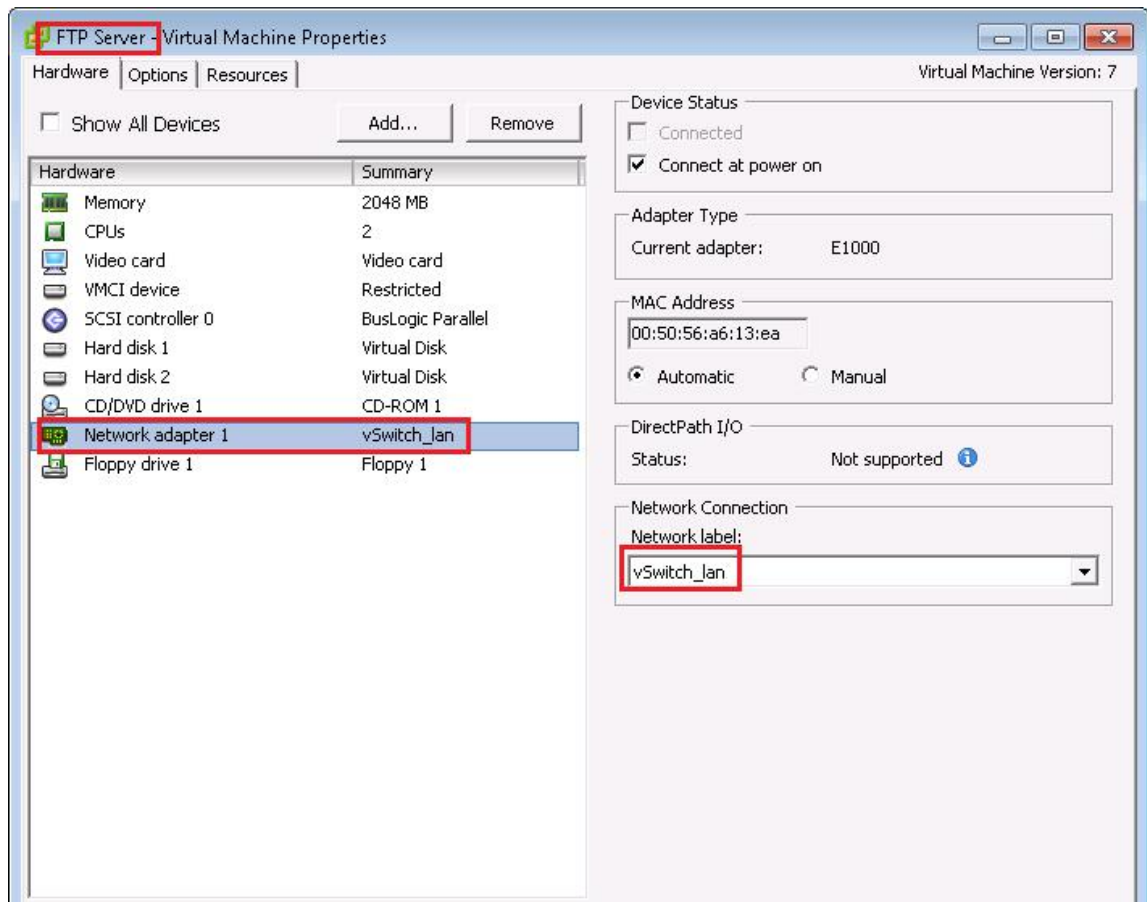 FTP Server - Virtual Machine Properties
Hardware Options Resources
Virtual Machine Version: 7
Show All Devices
Add...
Remove
Hardware Summary
Memory 2048 MB
CPUs 2
Video card Video card
VMCI device Restricted
SCSI controller 0 BusLogic Parallel
Hard disk 1 Virtual Disk
Hard disk 2 Virtual Disk
CD/DVD drive 1 CD-ROM 1
Network adapter 1 vSwitch_lan
Floppy drive 1 Floppy 1
Device Status
Connected
Connect at power on
Adapter Type
Current adapter: E1000
MAC Address
00:50:56:a6:13:ea
Automatic Manual
DirectPath I/O
Status: Not supported
Network Connection
Network label:
vSwitch_lan